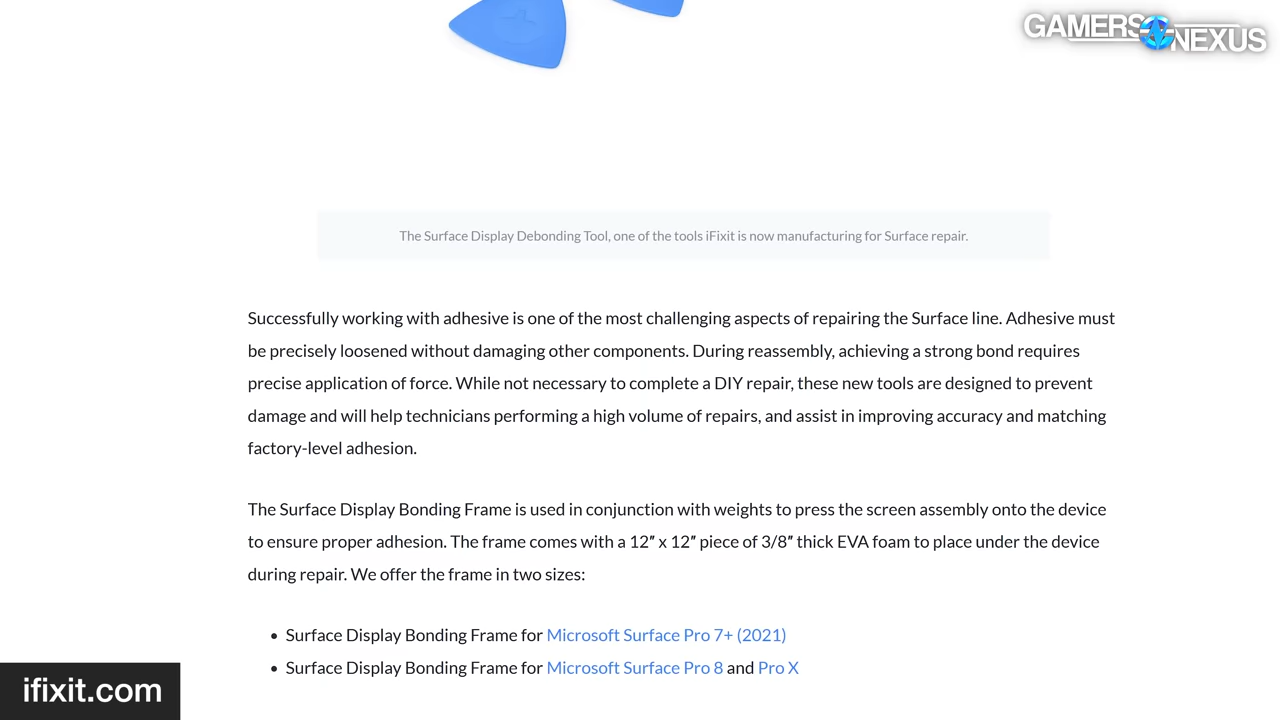 GAMERS NEXUS
The Surface Display Debonding Tool, one of the tools iFixit is now manufacturing for Surface repair.
Successfully working with adhesive is one of the most challenging aspects of repairing the Surface line. Adhesive must
be precisely loosened without damaging other components. During reassembly, achieving a strong bond requires
precise application of force. While not necessary to complete a DIY repair, these new tools are designed to prevent
damage and will help technicians performing a high volume of repairs, and assist in improving accuracy and matching
factory-level adhesion.
The Surface Display Bonding Frame is used in conjunction with weights to press the screen assembly onto the device
to ensure proper adhesion. The frame comes with a 12″ x 12″ piece of 3/8″ thick EVA foam to place under the device
during repair. We offer the frame in two sizes:
• Surface Display Bonding Frame for Microsoft Surface Pro 7+ (2021)
• Surface Display Bonding Frame for Microsoft Surface Pro 8 and Pro X
ifixit.com